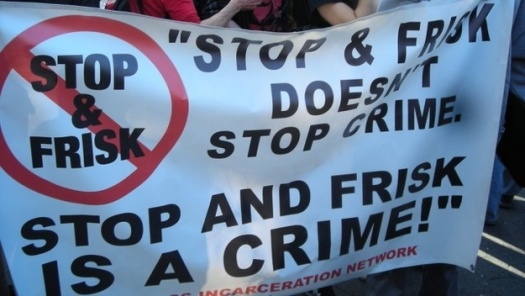 STOP
&
FRISK
"STOP & FRISK
DOESN'T
STOP CRIME.
STOP AND FRISK
IS A CRIME!"
INCARCERATION NETWORK